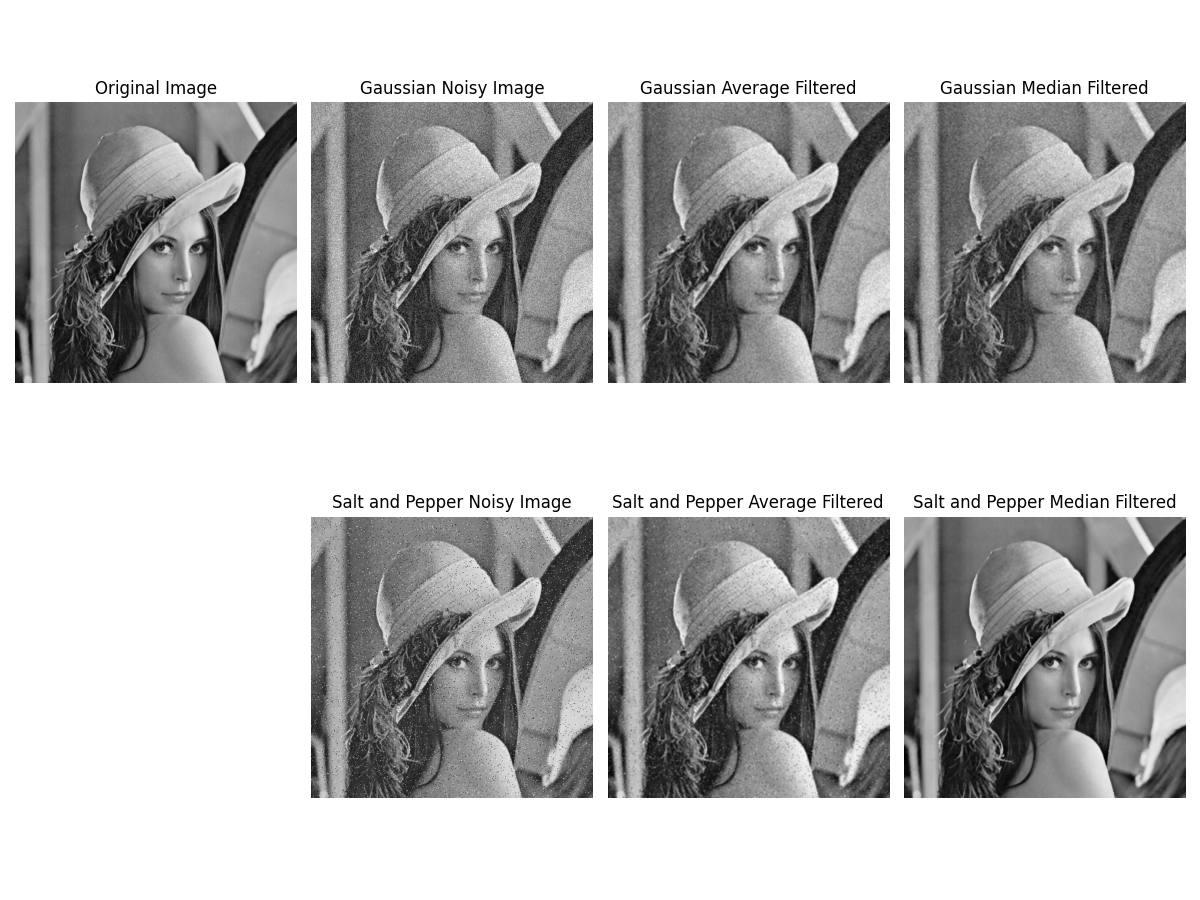 Original Image
Gaussian Noisy Image
Gaussian Average Filtered
Gaussian Median Filtered
Salt and Pepper Noisy Image
Salt and Pepper Average Filtered
Salt and Pepper Median Filtered